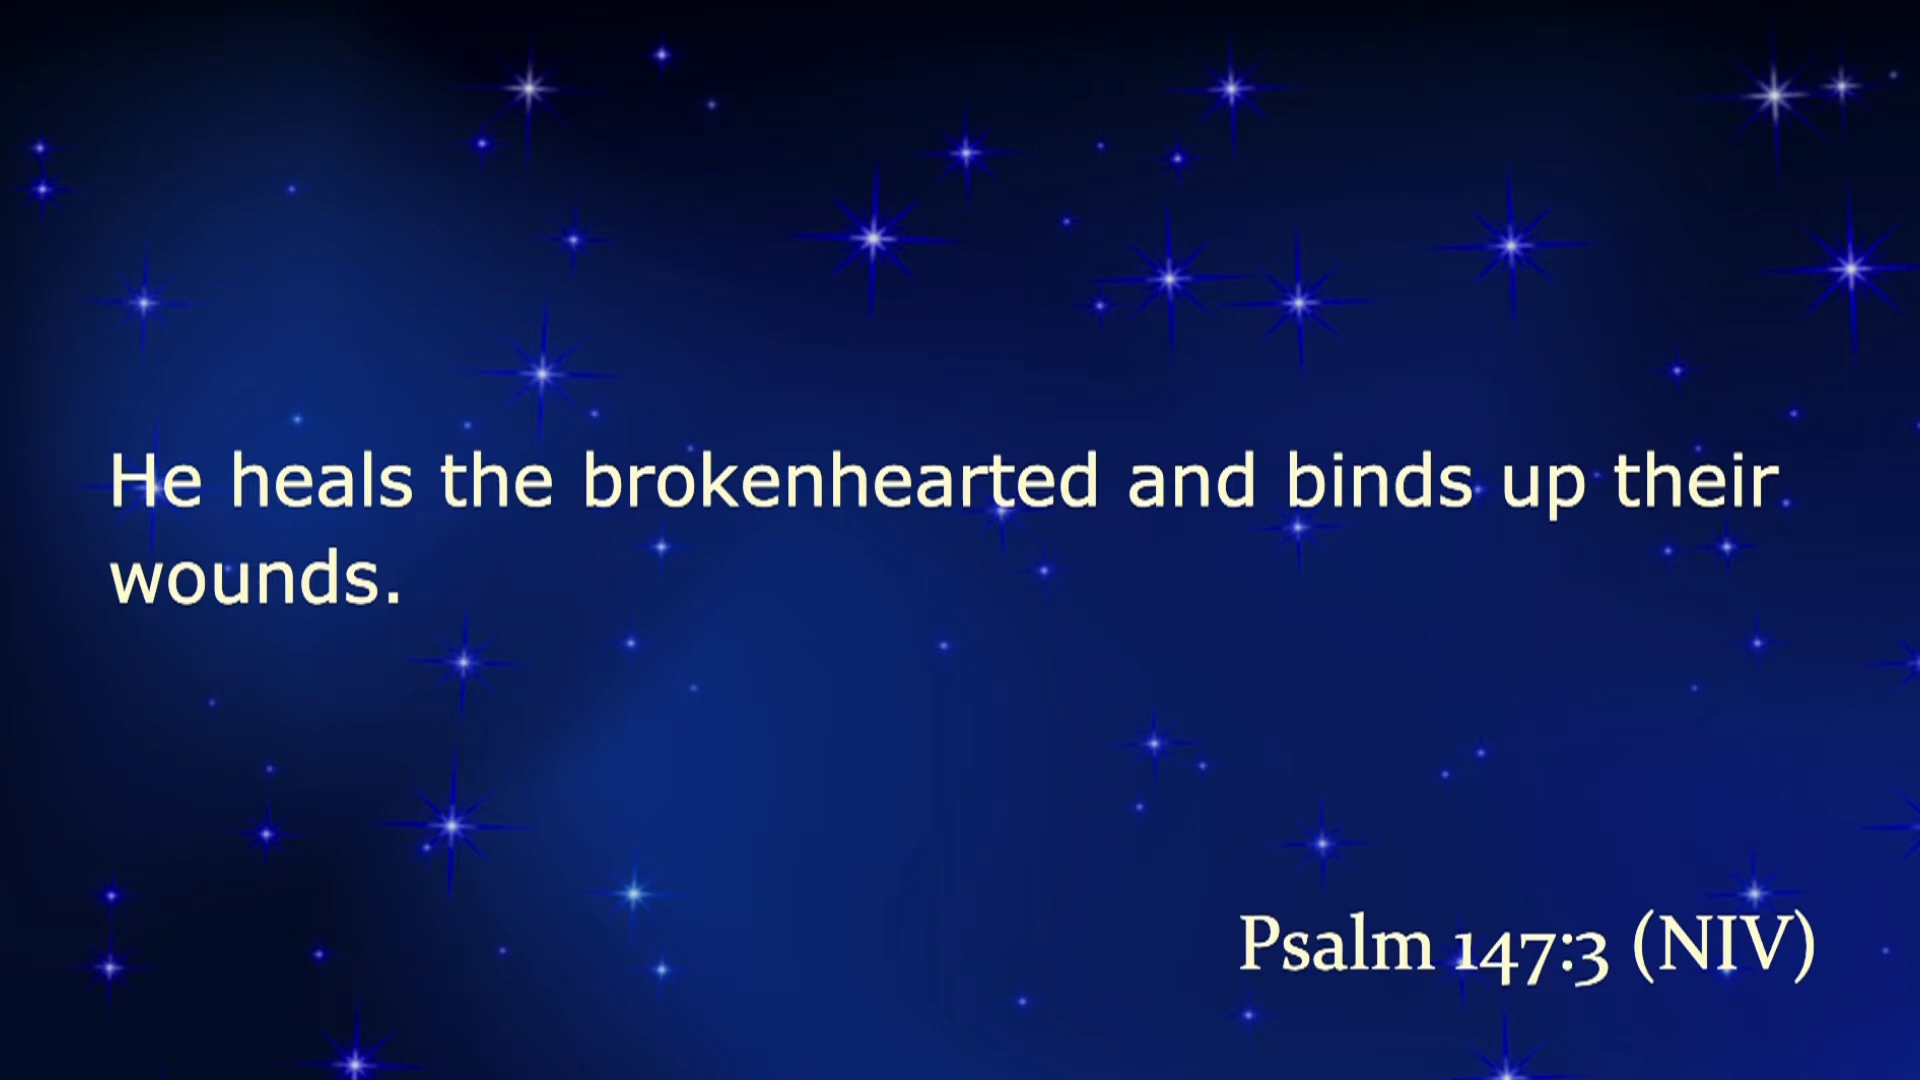 He heals the brokenhearted and binds up their
wounds.
Psalm 147:3 (NIV)